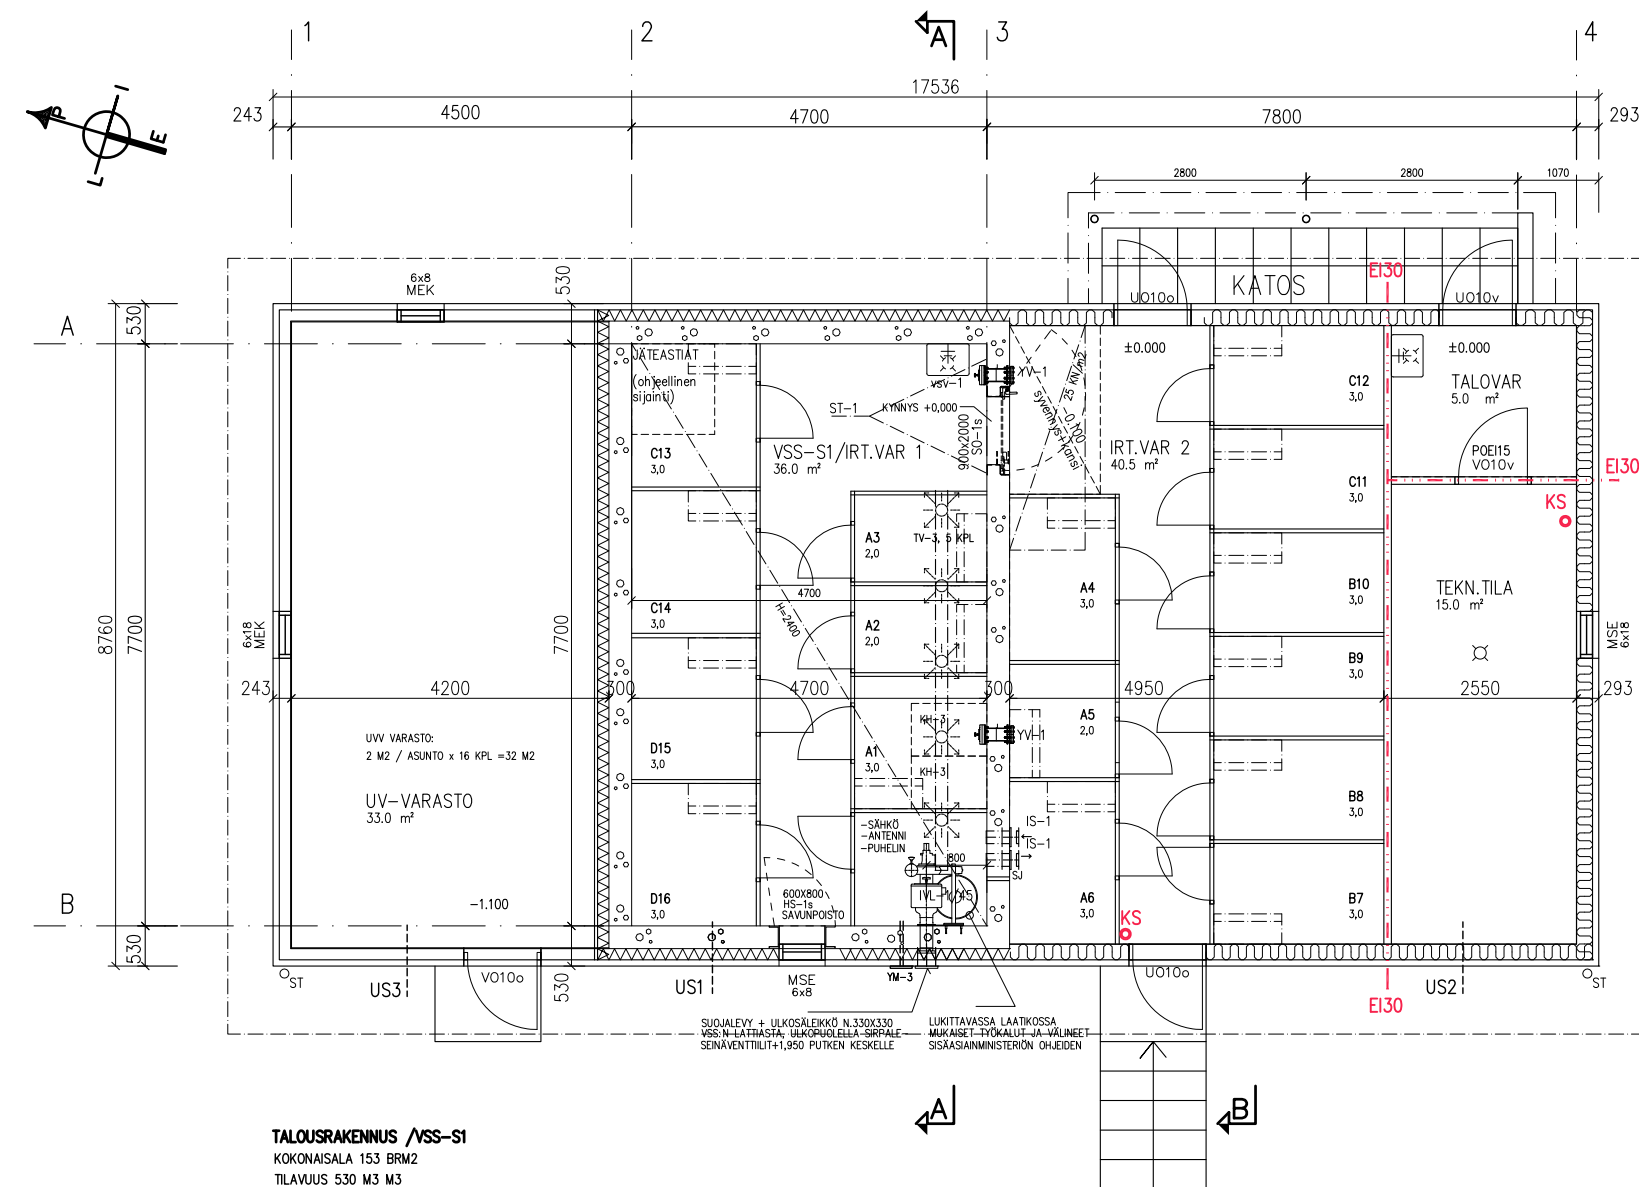 1
2
A
3
4
17536
243
4500
4700
7800
293
P
I
E
L
2800
2800
1070
6x8
MEK
530
EI30
KATOS
UO10o
UO10v
A
530
530
JÄTEASTIAT
(ohjeellinen
sijainti)
vsv-1
YV-1
±0.000
±0.000
25 KN/m2
-0.100
syvennys+kansi
ST-1
KYNNYS +0,000
900x2000
SO-1s
C12
3,0
TALOVAR
5.0 m²
C13
3,0
VSS-S1/IRT.VAR 1
36.0 m²
IRT.VAR 2
40.5 m²
POEI15
VO10v
EI30
C11
3,0
KS
A3
2,0
TV-3, 5 KPL
4700
H=2400
A4
3,0
B10
3,0
TEKN.TILA
15.0 m²
C14
3,0
A2
2,0
8760
7700
7700
6x18
MEK
MSE
6x18
B9
3,0
243
4200
300
4700
300
4950
2550
293
KH-3
YV-1
A5
2,0
UVV VARASTO:
2 M2 / ASUNTO x 16 KPL =32 M2
D15
3,0
A1
3,0
KH-3
UV-VARASTO
33.0 m²
B8
3,0
-SÄHKÖ
-ANTENNI
-PUHELIN
IS-1
IS-1
800
SJ
B
-1.100
D16
3,0
600X800
HS-1s
SAVUNPOISTO
IVL-1/45
A6
3,0
KS
B7
3,0
530
530
ST
US3
VO10o
US1
MSE
6x8
YM-3
UO10o
EI30
US2
ST
SUOJALEVY + ULKOSÄLEIKKÖ N.330X330
VSS:N LATTIASTA, ULKOPUOLELLA SIRPALE-
SEINÄVENTTIILIT+1,950 PUTKEN KESKELLE
LUKITTAVASSA LAATIKOSSA
MUKAISET TYÖKALUT JA VÄLINEET
SISÄASIAINMINISTERIÖN OHJEIDEN
A
B
TALOUSRAKENNUS /VSS-S1
KOKONAISALA 153 BRM2
TILAVUUS 530 M3 M3